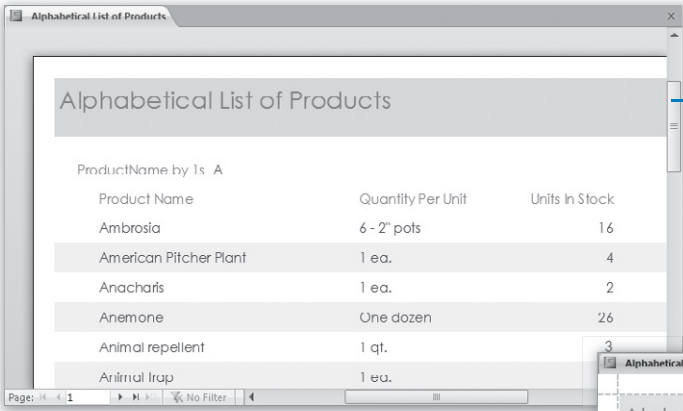 Alphabetical List of Products
Alphabetical List of Products
ProductName by 1s A
Product Name Quantity Per Unit Units In Stock
Ambrosia 6 - 2" pots 16
American Pitcher Plant 1 ea. 4
Anacharis 1 ea. 2
Anemone One dozen 26
Animal repellent 1 qt. 3
Animal trap 1 ea.
Alphabetical
Page: 1 No Filter